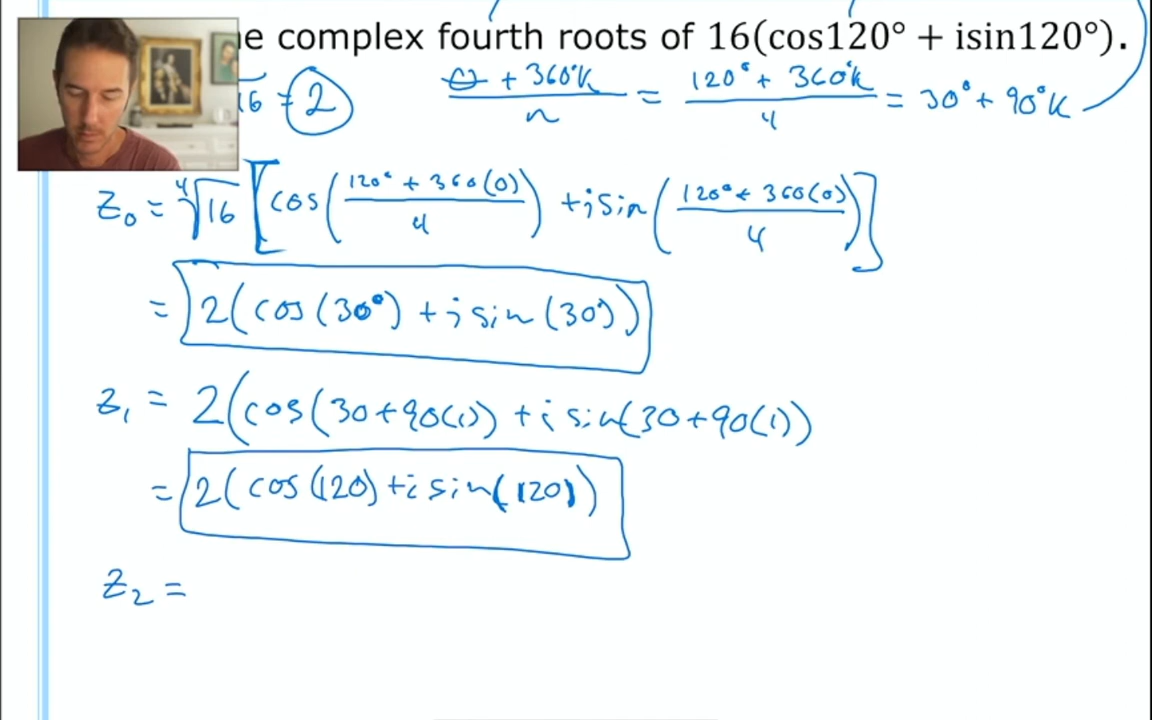 e complex fourth roots of 16(cos120° + isin120°).
16 = 2
θ + 360°K / n = 120° + 360°K / 4 = 30° + 90°K
Z₀ = ⁴√16 [cos(120° + 360(0) / 4) + i sin(120° + 360(0) / 4)]
= 2(cos(30°) + i sin(30°))
Z₁ = 2(cos(30+90(1)) + i sin(30+90(1))
= 2(cos(120) + i sin(120))
Z₂ =